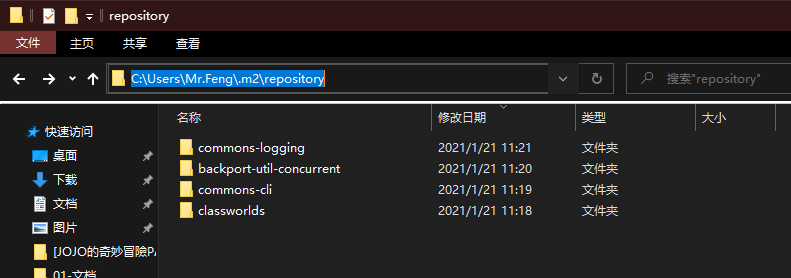 repository
文件 主页 共享 查看
C:\Users\Mr.Feng\.m2\repository 搜索"repository"
名称 修改日期 类型 大小
快速访问
桌面
下载
文档
图片
[JOJO的奇妙冒險PA
01-文档
commons-logging 2021/1/21 11:21 文件夹
backport-util-concurrent 2021/1/21 11:20 文件夹
commons-cli 2021/1/21 11:19 文件夹
classworlds 2021/1/21 11:18 文件夹